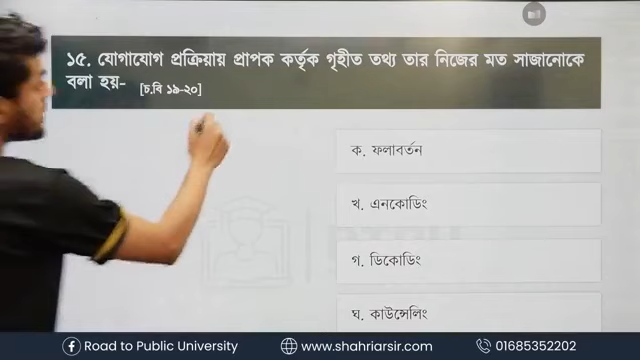 ১৫. যোগাযোগ প্রক্রিয়ায় প্রাপক কর্তৃক গৃহীত তথ্য তার নিজের মত সাজানোকে
বলা হয়- [চ.বি ১৯-২০]
ক. ফলাবর্তন
খ. এনকোডিং
গ. ডিকোডিং
ঘ. কাউন্সেলিং
Road to Public University www.shahriarsir.com 01685352202